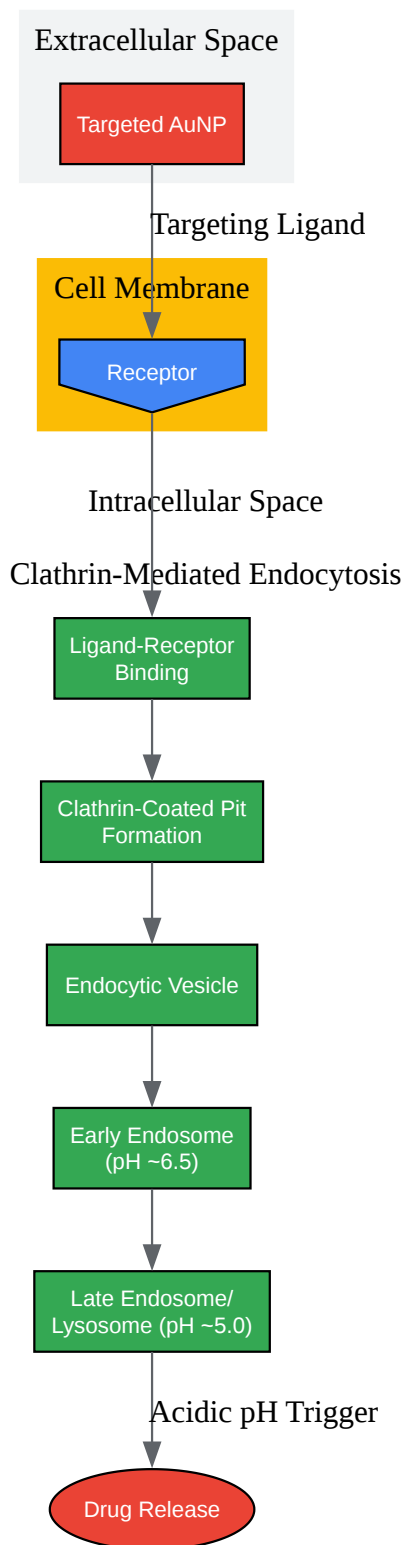 Extracellular Space
Targeted AuNP
Targeting Ligand
Cell Membrane
Receptor
Intracellular Space
Clathrin-Mediated Endocytosis
Ligand-Receptor
Binding
Clathrin-Coated Pit
Formation
Endocytic Vesicle
Early Endosome
(pH ~6.5)
Late Endosome/
Lysosome (pH ~5.0)
Acidic pH Trigger
Drug Release